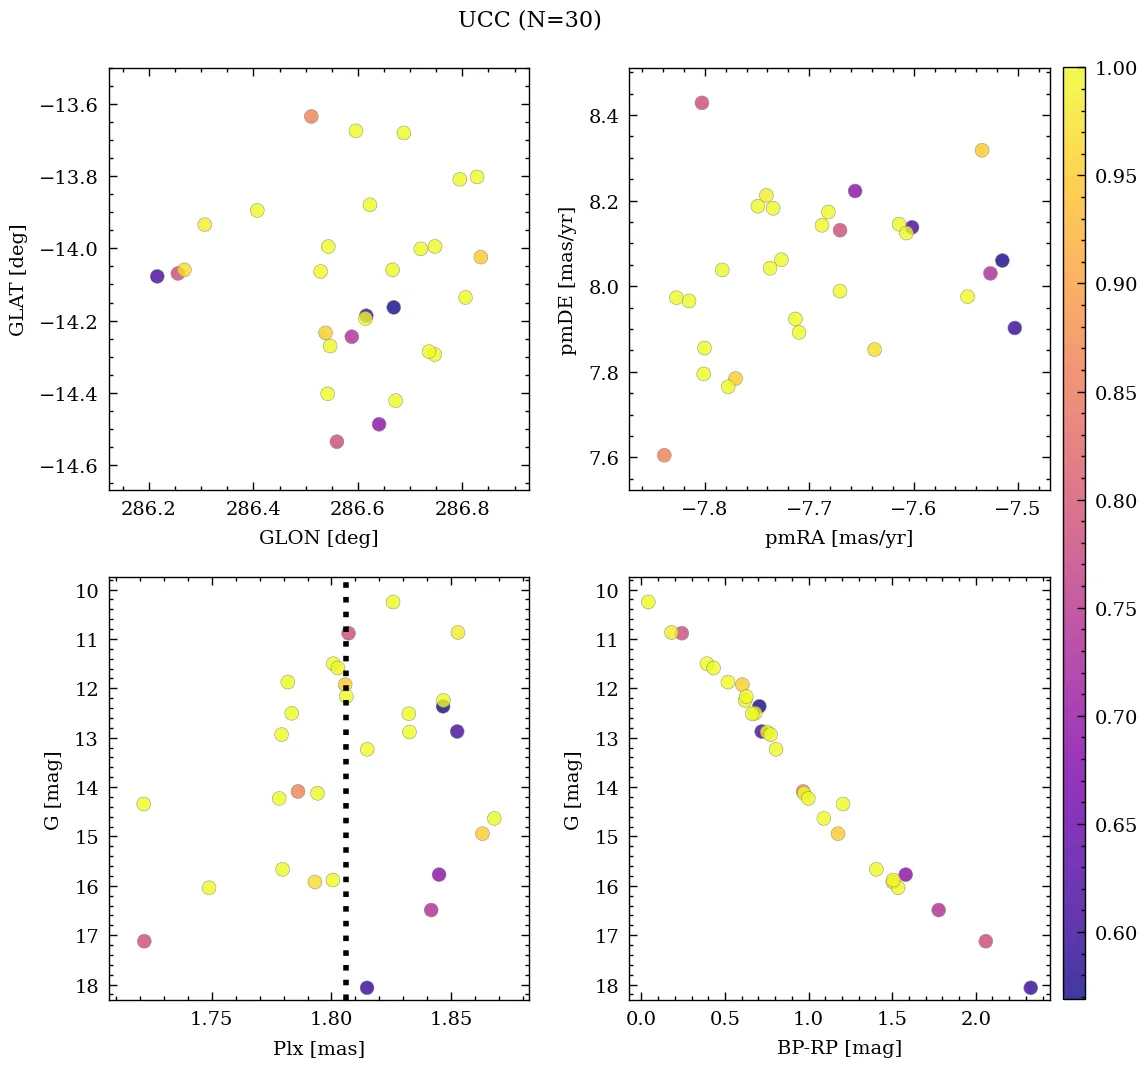 UCC (N=30)
−13.6
−13.8
−14.0
−14.2
−14.4
−14.6
GLAT [deg]
286.2 286.4 286.6 286.8
GLON [deg]
8.4
8.2
8.0
7.8
7.6
pmDE [mas/yr]
−7.8 −7.7 −7.6 −7.5
pmRA [mas/yr]
10
11
12
13
14
15
16
17
18
G [mag]
1.75 1.80 1.85
Plx [mas]
10
11
12
13
14
15
16
17
18
G [mag]
0.0 0.5 1.0 1.5 2.0
BP-RP [mag]
1.00
0.95
0.90
0.85
0.80
0.75
0.70
0.65
0.60